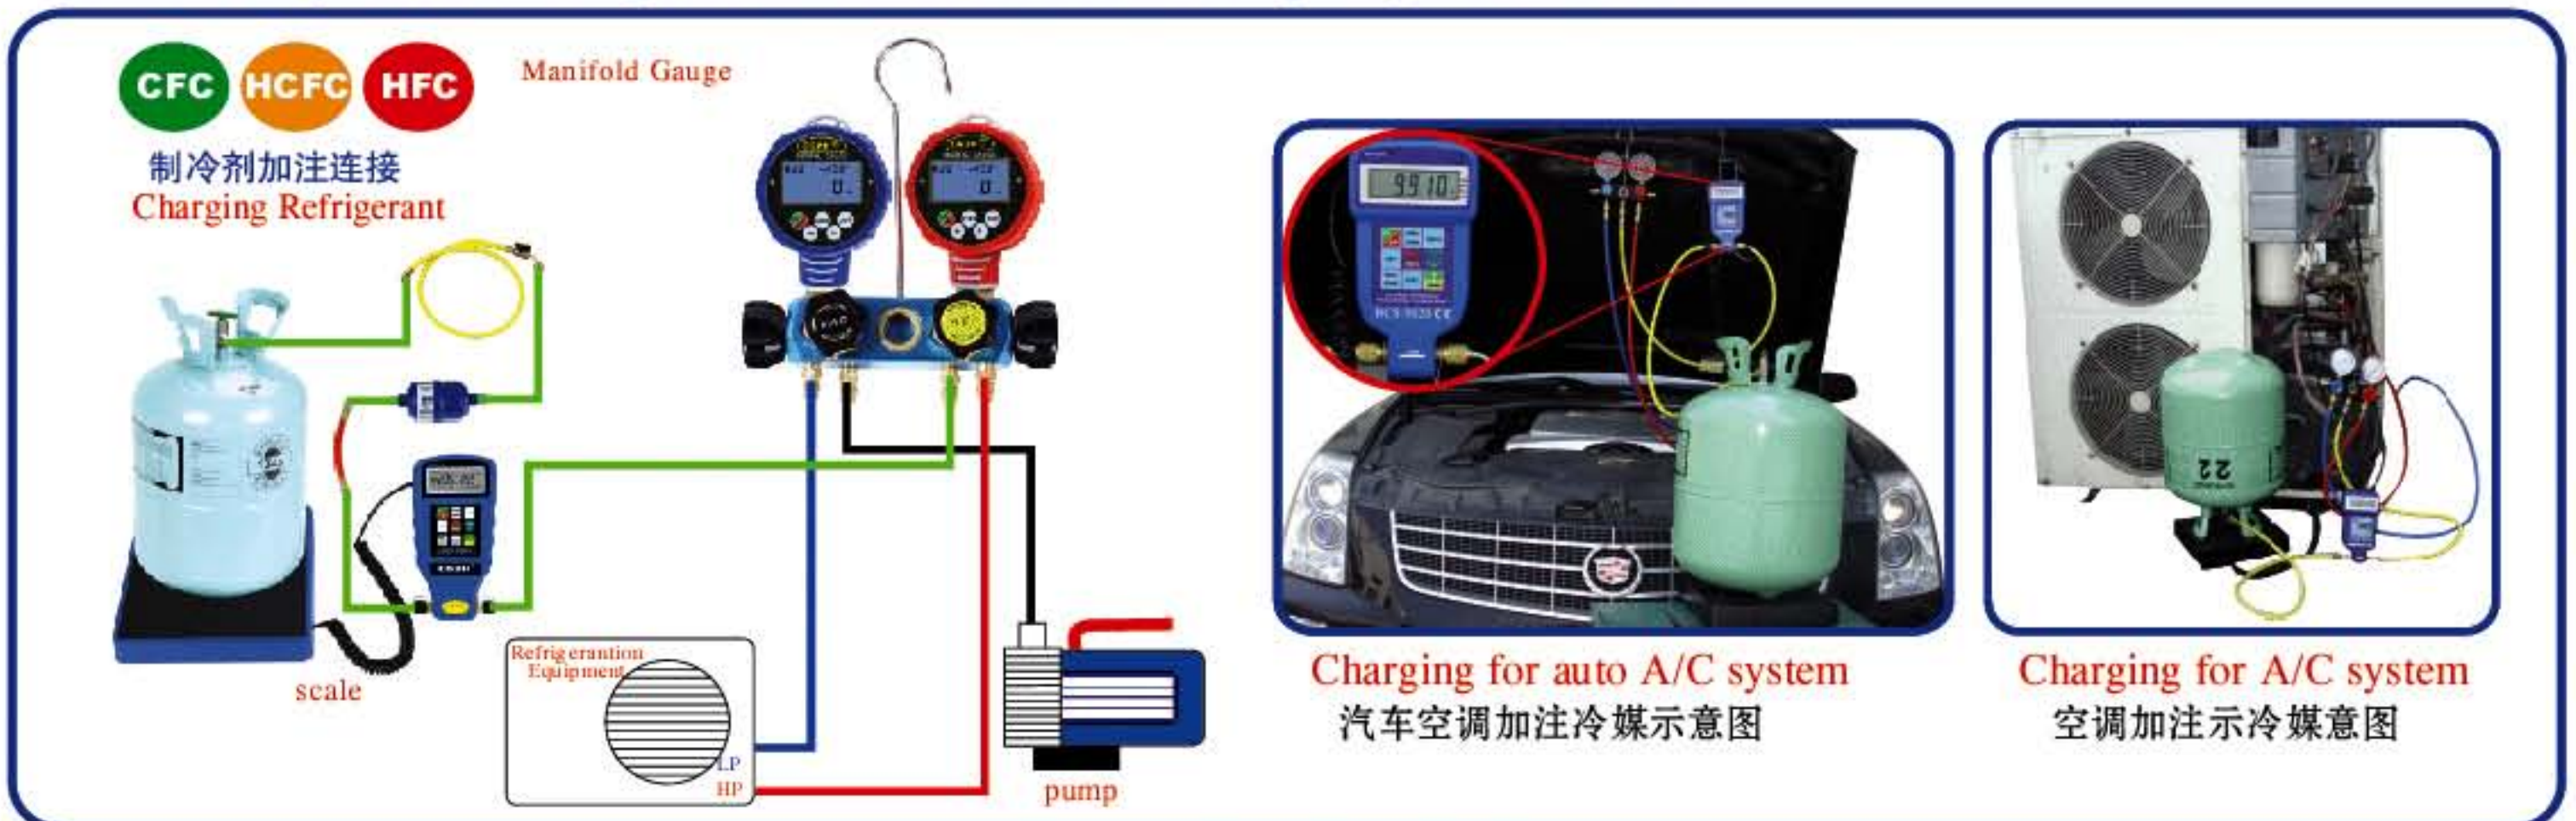 CFC HCFC HFC
Manifold Gauge
制冷剂加注连接
Charging Refrigerant
scale
Refrigerantion
Equipment
LP
HP
pump
9910
22
Charging for auto A/C system
汽车空调加注冷媒示意图
Charging for A/C system
空调加注示冷媒意图